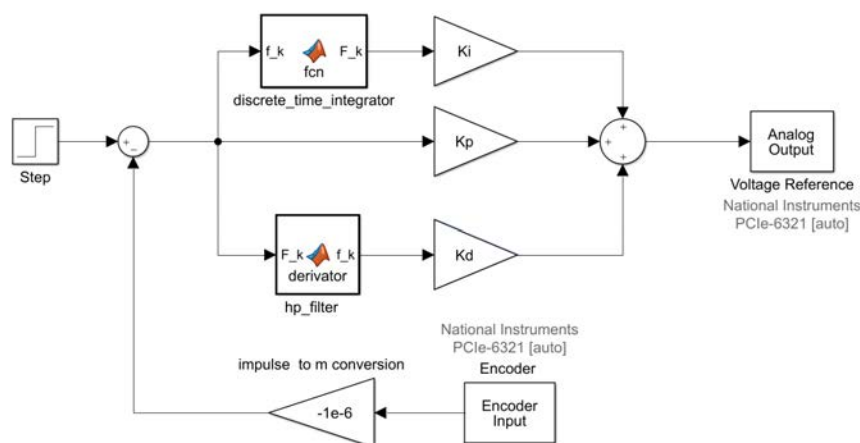 f_k
F_k
fcn
discrete_time_integrator
Ki
Step
+
−
Kp
+
+
+
Analog
Output
Voltage Reference
National Instruments
PCIe-6321 [auto]
F_k
f_k
derivator
hp_filter
Kd
National Instruments
PCIe-6321 [auto]
Encoder
impulse to m conversion
-1e-6
Encoder
Input